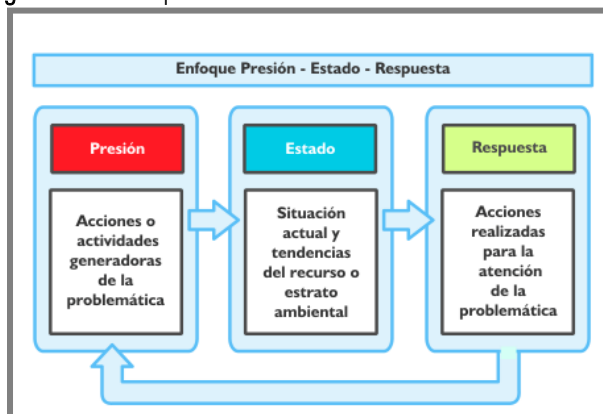 Enfoque Presión - Estado - Respuesta
Presión
Acciones o
actividades
generadoras
de la
problemática
Estado
Situación
actual y
tendencias
del recurso o
estrato
ambiental
Respuesta
Acciones
realizadas
para la
atención
de la
problemática